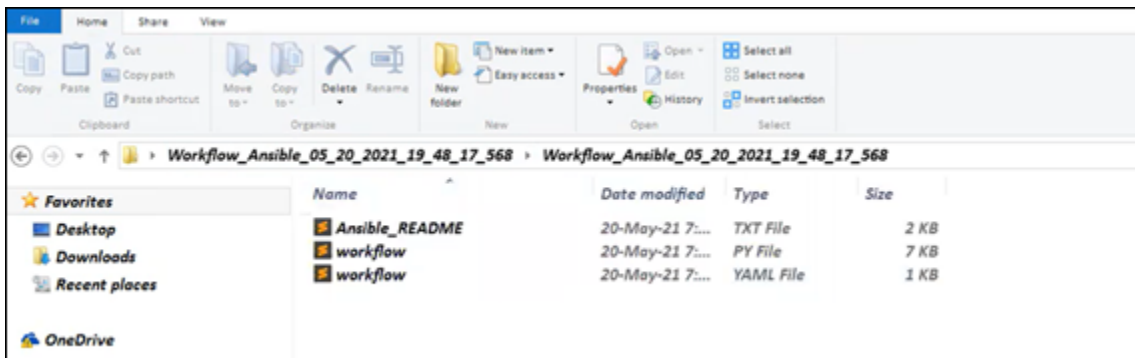 File Home Share View
Copy
Paste
Cut
Copy path
Paste shortcut
Clipboard
Move to
Copy to
Delete
Rename
Organize
New folder
New item
Easy access
New
Properties
Open
Edit
History
Open
Select all
Select none
Invert selection
Select
Workflow_Ansible_05_20_2021_19_48_17_568 Workflow_Ansible_05_20_2021_19_48_17_568
Favorites
Desktop
Downloads
Recent places
OneDrive
Name Date modified Type Size
Ansible_README 20-May-21 7:... TXT File 2 KB
workflow 20-May-21 7:... PY File 7 KB
workflow 20-May-21 7:... YAML File 1 KB